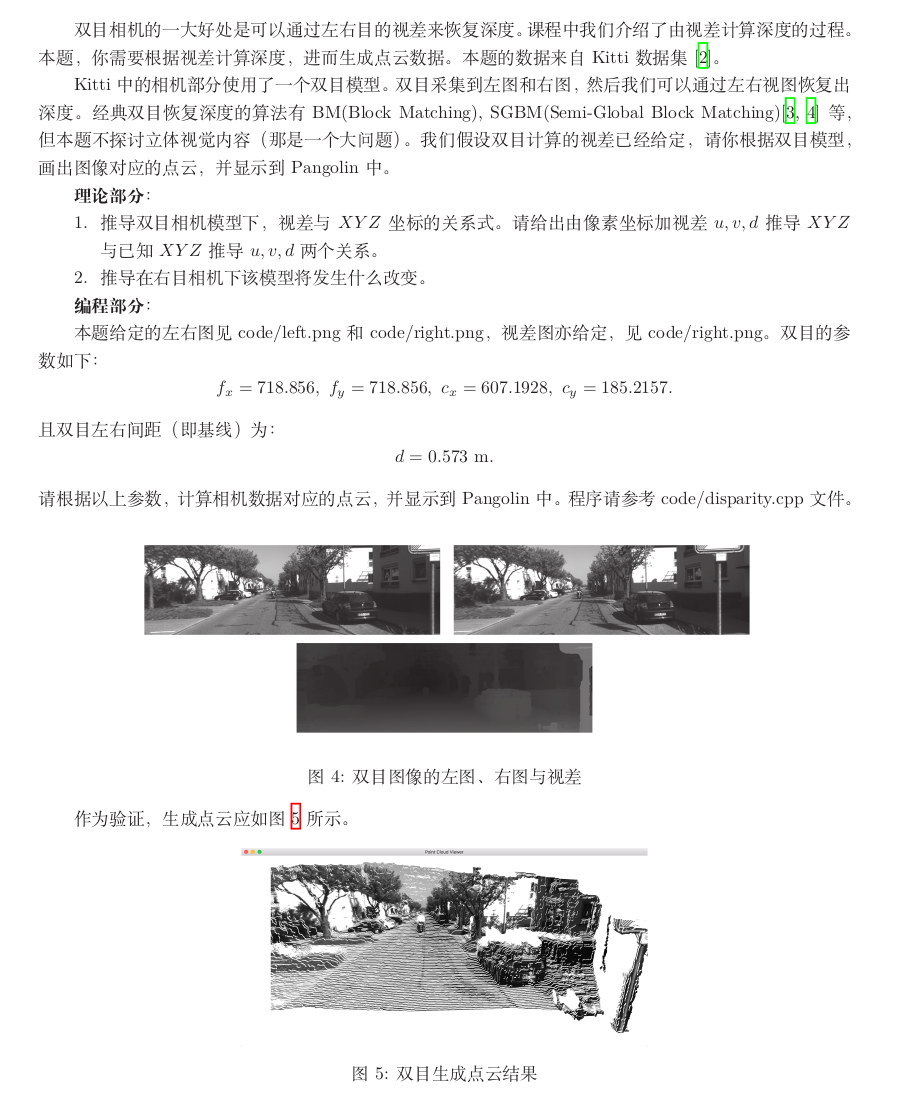 双目相机的一大好处是可以通过左右目的视差来恢复深度。课程中我们介绍了由视差计算深度的过程。
本题，你需要根据视差计算深度，进而生成点云数据。本题的数据来自 Kitti 数据集 [2]。
Kitti 中的相机部分使用了一个双目模型。双目采集到左图和右图，然后我们可以通过左右视图恢复出
深度。经典双目恢复深度的算法有 BM(Block Matching), SGBM(Semi-Global Block Matching)[3, 4] 等，
但本题不探讨立体视觉内容（那是一个大问题）。我们假设双目计算的视差已经给定，请你根据双目模型，
画出图像对应的点云，并显示到 Pangolin 中。
理论部分：
1. 推导双目相机模型下，视差与 XYZ 坐标的关系式。请给出由像素坐标加视差 u, v, d 推导 XYZ
与已知 XYZ 推导 u, v, d 两个关系。
2. 推导在右目相机下该模型将发生什么改变。
编程部分：
本题给定的左右图见 code/left.png 和 code/right.png，视差图亦给定，见 code/right.png。双目的参
数如下：
f_x = 718.856, f_y = 718.856, c_x = 607.1928, c_y = 185.2157.
且双目左右间距（即基线）为：
d = 0.573 m.
请根据以上参数，计算相机数据对应的点云，并显示到 Pangolin 中。程序请参考 code/disparity.cpp 文件。
图 4: 双目图像的左图、右图与视差
作为验证，生成点云应如图 5 所示。
Point Cloud Viewer
图 5: 双目生成点云结果